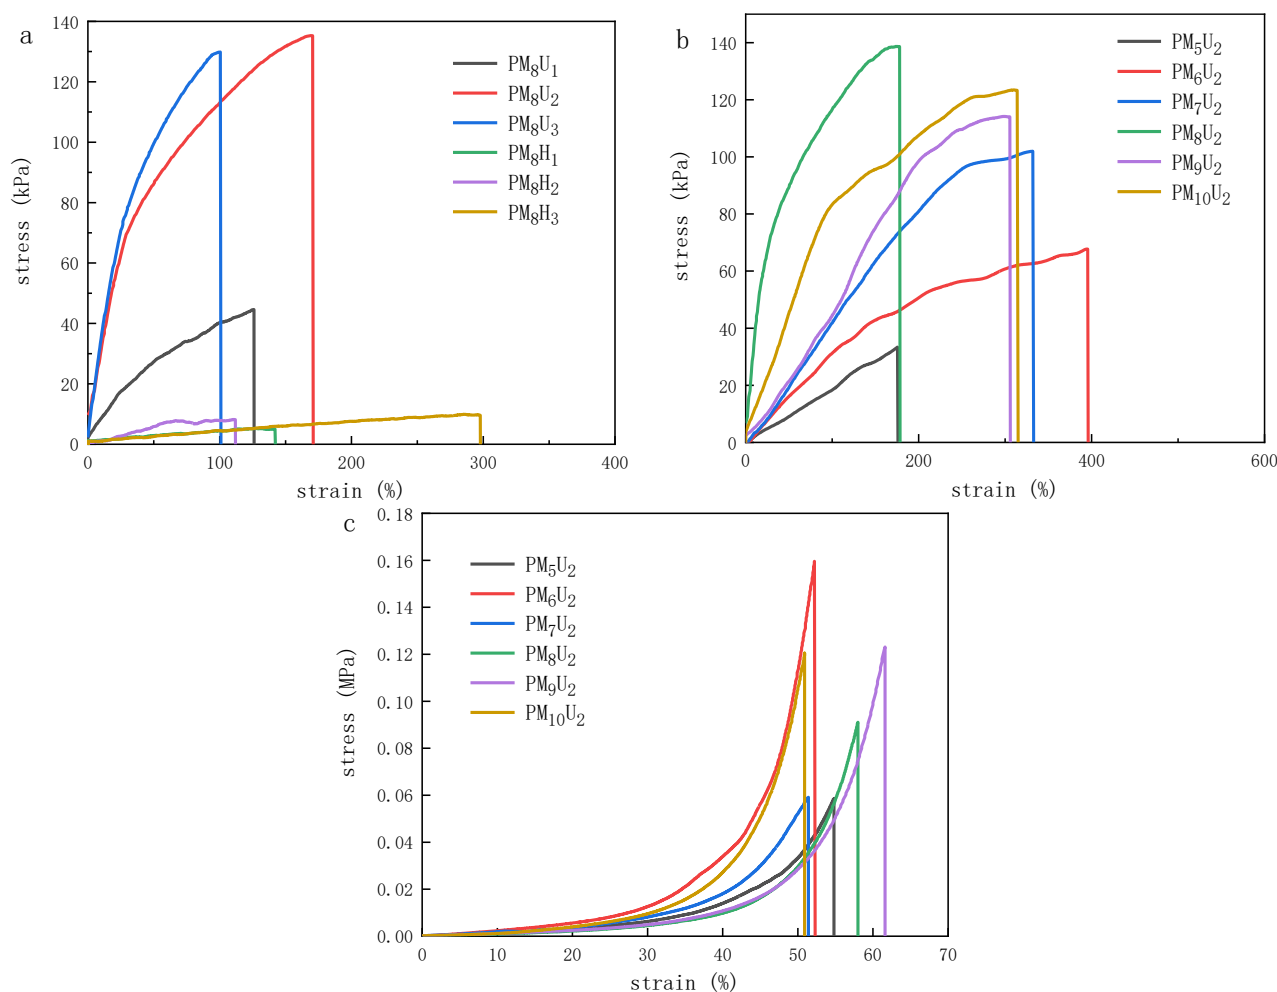 a
140
120
100
80
60
40
20
0
stress (kPa)
0 100 200 300 400
strain (%)
PM8U1
PM8U2
PM8U3
PM8H1
PM8H2
PM8H3
b
140
120
100
80
60
40
20
0
stress (kPa)
0 200 400 600
strain (%)
PM5U2
PM6U2
PM7U2
PM8U2
PM9U2
PM10U2
c
0.18
0.16
0.14
0.12
0.10
0.08
0.06
0.04
0.02
0.00
stress (MPa)
0 10 20 30 40 50 60 70
strain (%)
PM5U2
PM6U2
PM7U2
PM8U2
PM9U2
PM10U2